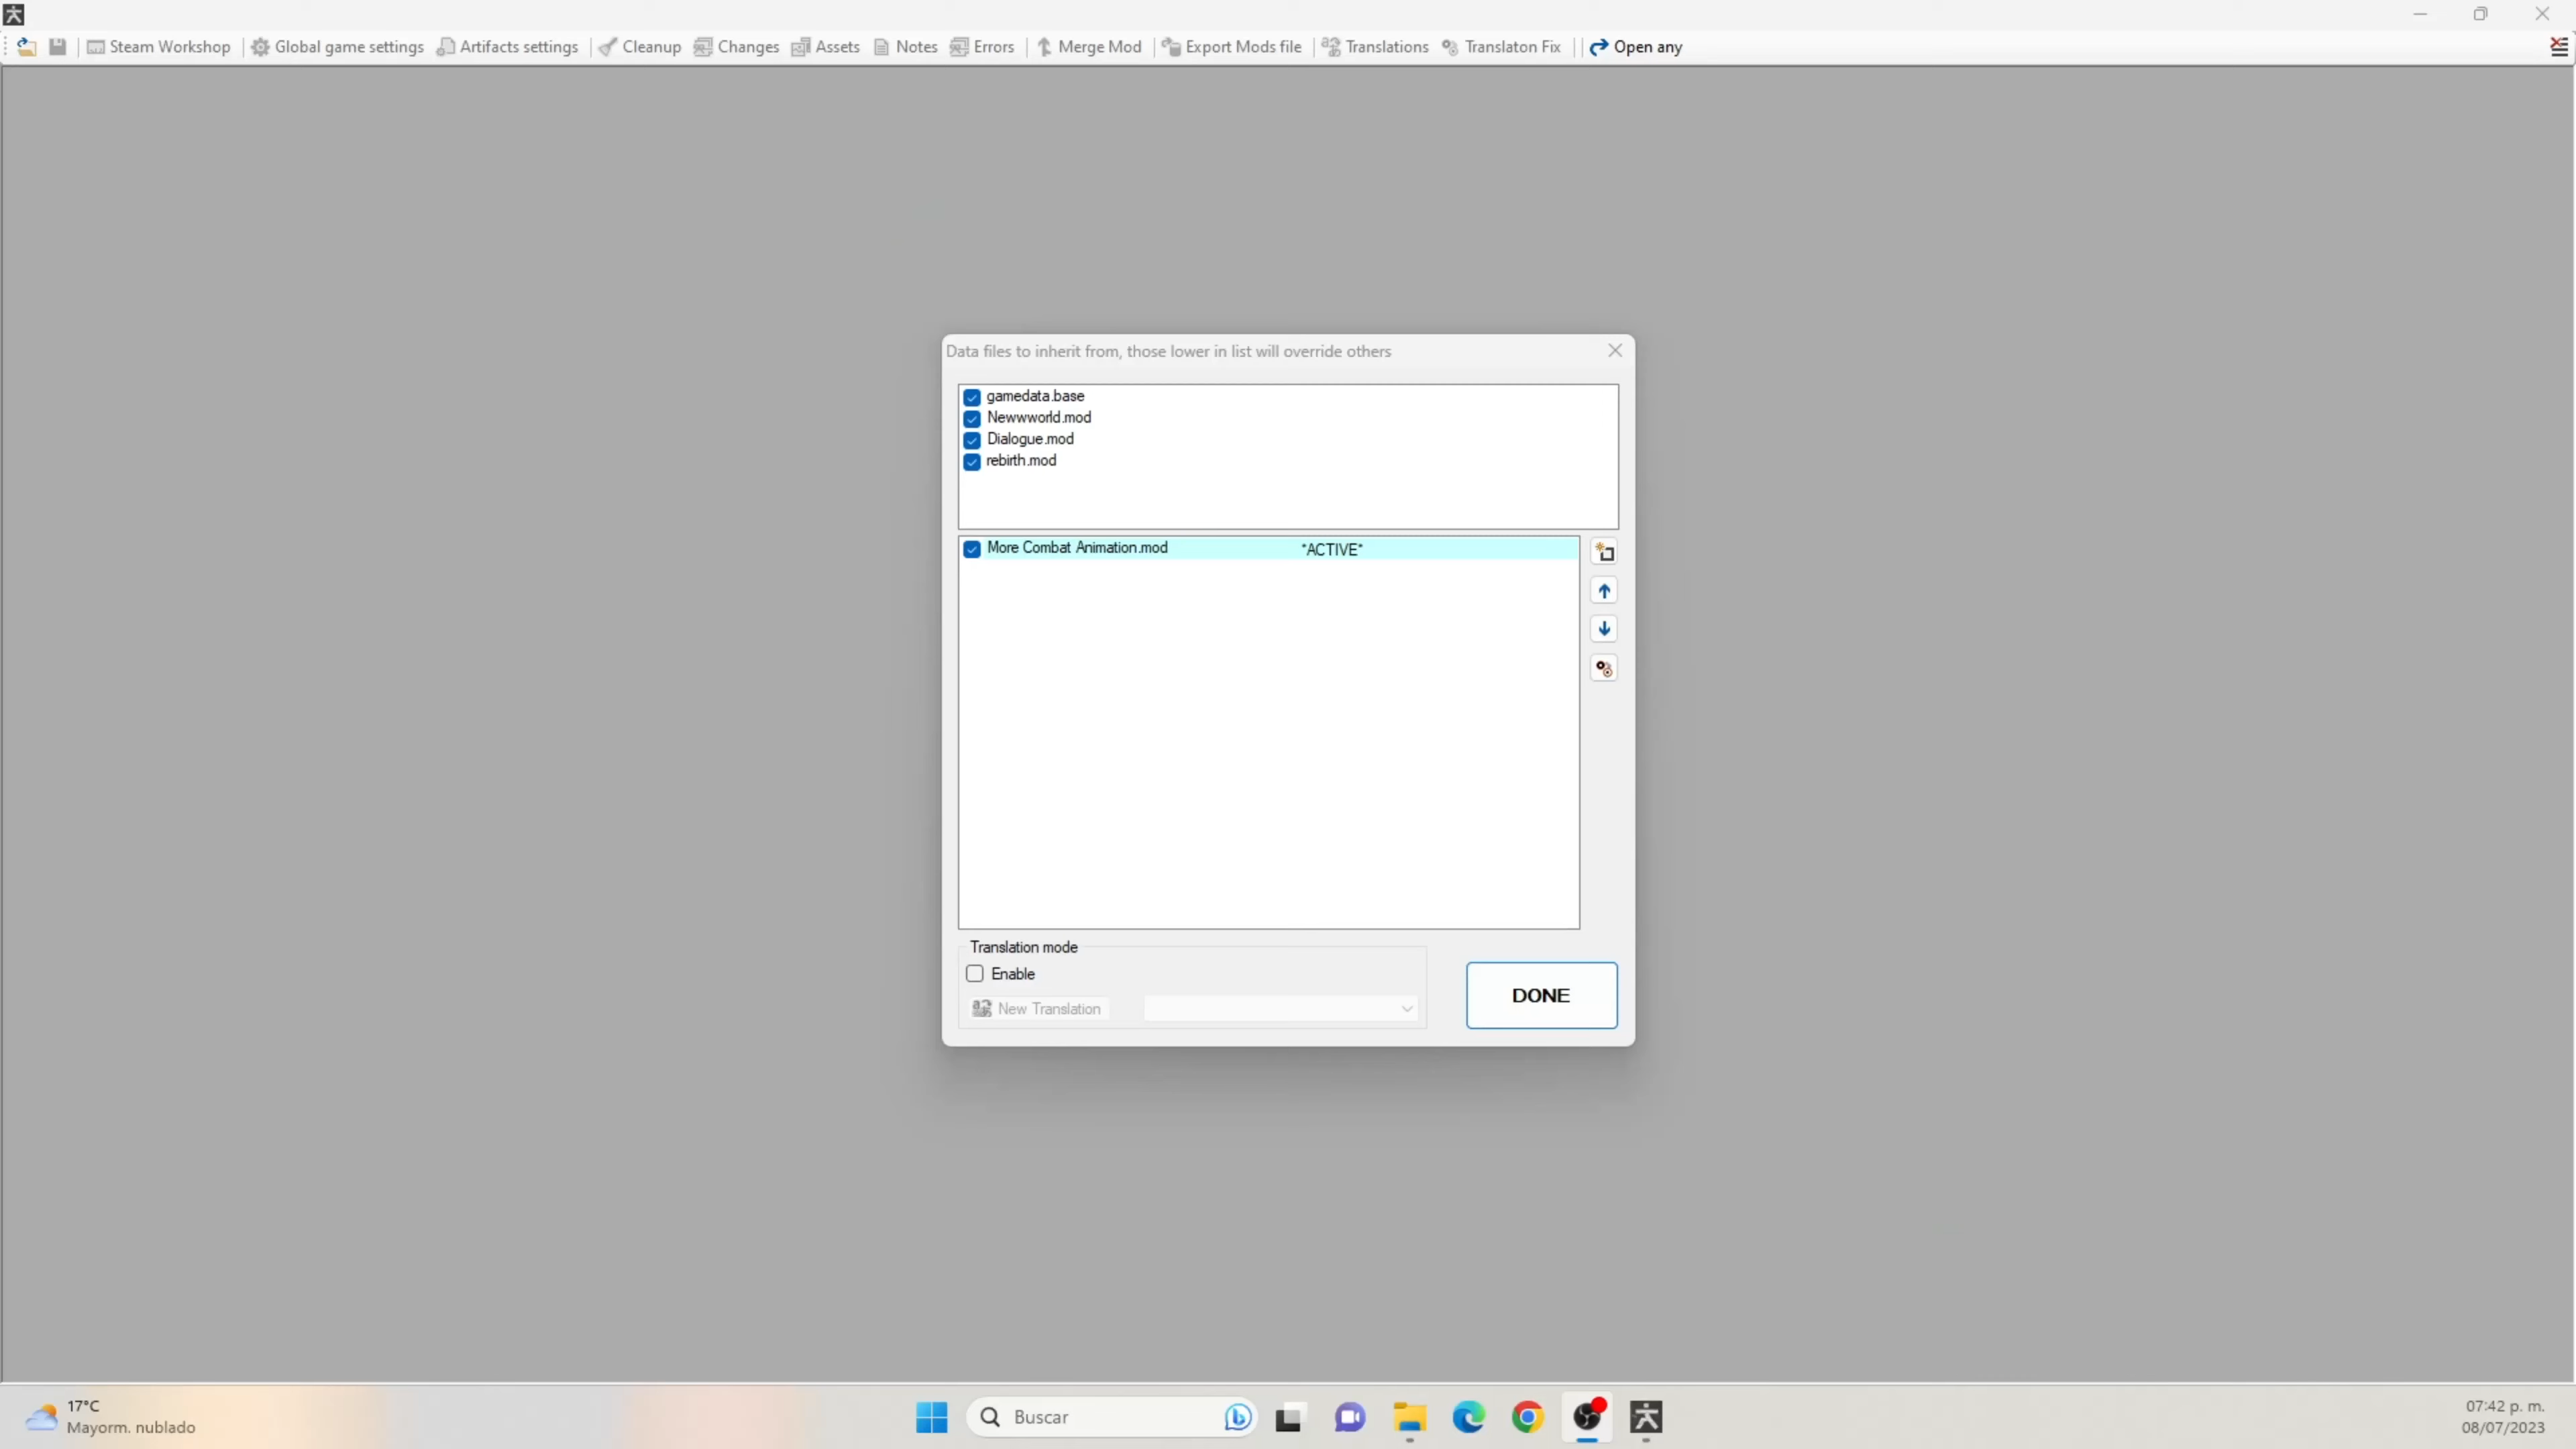 Steam Workshop Global game settings Artifacts settings Cleanup Changes Assets Notes Errors Merge Mod Export Mods file Translations Translaton Fix Open any
Data files to inherit from, those lower in list will override others
gamedata.base
Newwworld.mod
Dialogue.mod
rebirth.mod
More Combat Animation.mod *ACTIVE*
Translation mode
Enable
New Translation
DONE
17°C
Mayorm. nublado
Buscar
07:42 p. m.
08/07/2023